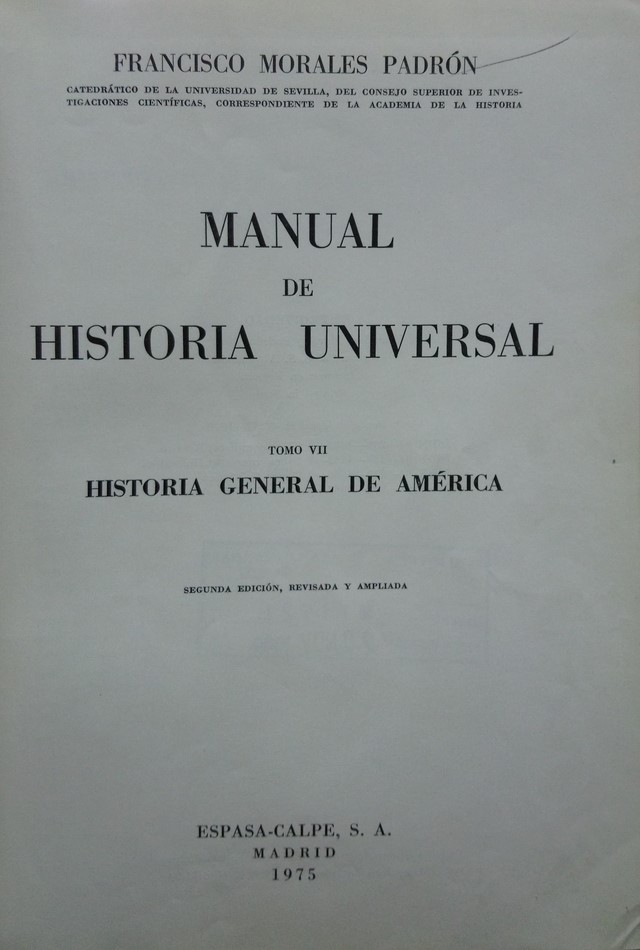 FRANCISCO MORALES PADRÓN
CATEDRÁTICO DE LA UNIVERSIDAD DE SEVILLA, DEL CONSEJO SUPERIOR DE INVES-
TIGACIONES CIENTÍFICAS, CORRESPONDIENTE DE LA ACADEMIA DE LA HISTORIA
MANUAL
DE
HISTORIA UNIVERSAL
TOMO VII
HISTORIA GENERAL DE AMÉRICA
SEGUNDA EDICIÓN, REVISADA Y AMPLIADA
ESPASA-CALPE, S. A.
MADRID
1975